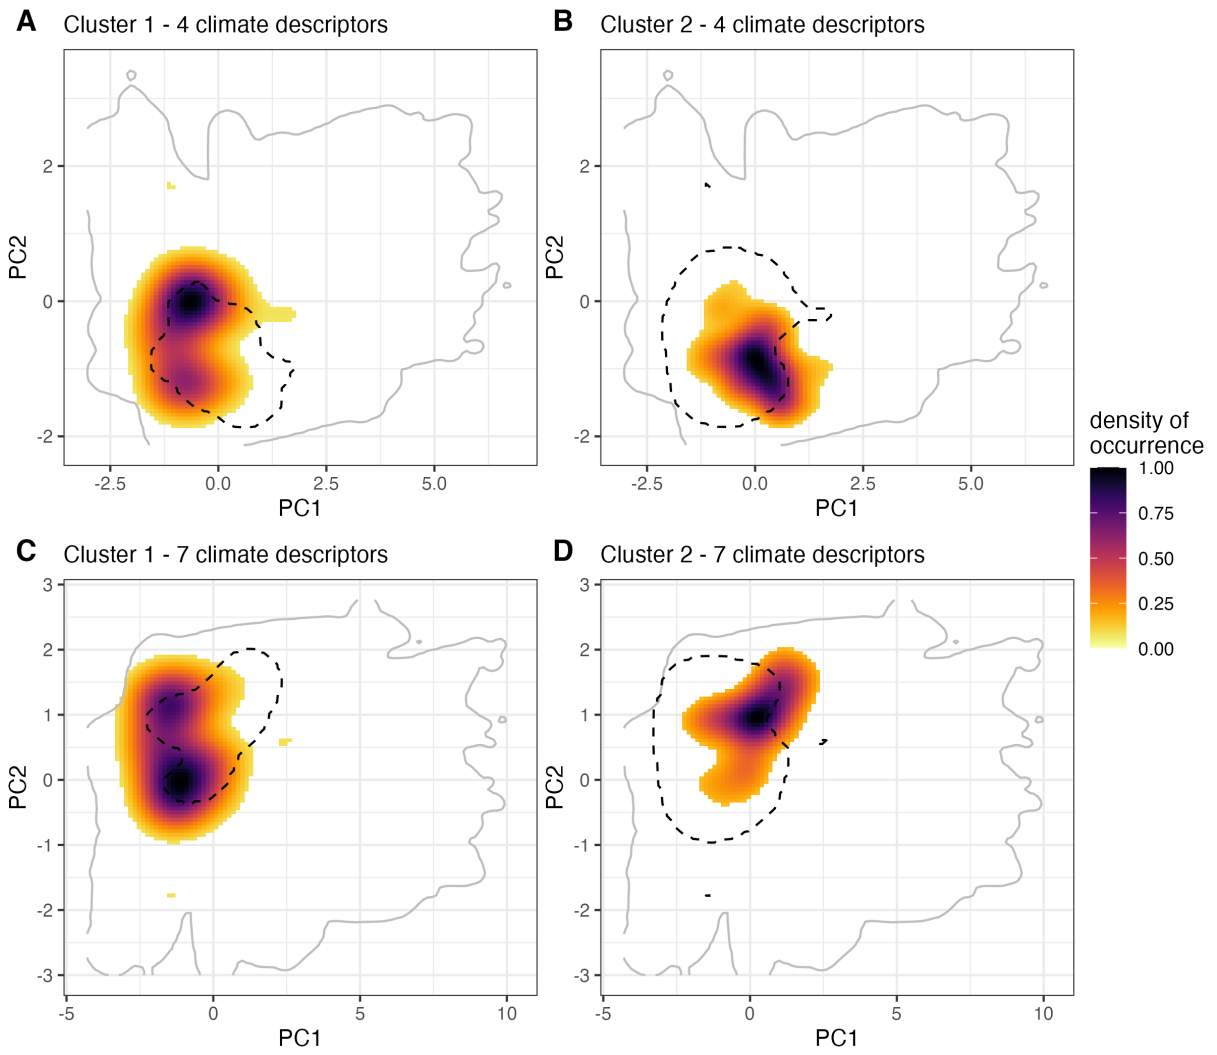 A Cluster 1 - 4 climate descriptors
B Cluster 2 - 4 climate descriptors
PC2
2
0
-2
-2.5 0.0 2.5 5.0
PC1
PC2
2
0
-2
-2.5 0.0 2.5 5.0
PC1
density of
occurrence
1.00
0.75
0.50
0.25
0.00
C Cluster 1 - 7 climate descriptors
D Cluster 2 - 7 climate descriptors
PC2
3
2
1
0
-1
-2
-3
-5 0 5 10
PC1
PC2
3
2
1
0
-1
-2
-3
-5 0 5 10
PC1